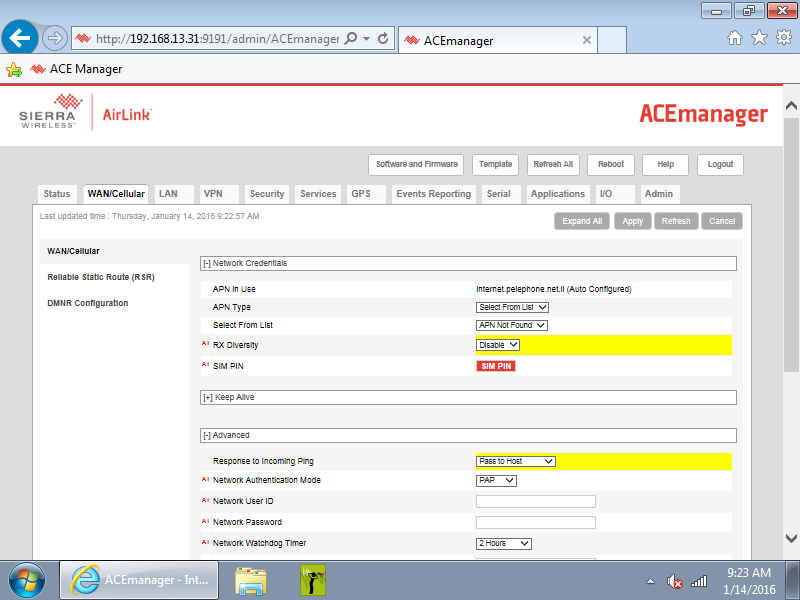 http://192.168.13.31:9191/admin/ACEmanager
ACEmanager
ACE Manager
SIERRA WIRELESS
AirLink
ACEmanager
Software and Firmware Template Refresh All Reboot Help Logout
Status WAN/Cellular LAN VPN Security Services GPS Events Reporting Serial Applications I/O Admin
Last updated time : Thursday, January 14, 2016 9:22:57 AM
Expand All Apply Refresh Cancel
WAN/Cellular
Reliable Static Route (RSR)
DMNR Configuration
[-] Network Credentials
APN in Use internet.pelephone.net.il (Auto Configured)
APN Type Select From List
Select From List APN Not Found
RX Diversity Disable
SIM PIN SIM PIN
[+] Keep Alive
[-] Advanced
Response to Incoming Ping Pass to Host
Network Authentication Mode PAP
Network User ID
Network Password
Network Watchdog Timer 2 Hours
ACEmanager - Int...
9:23 AM
1/14/2016